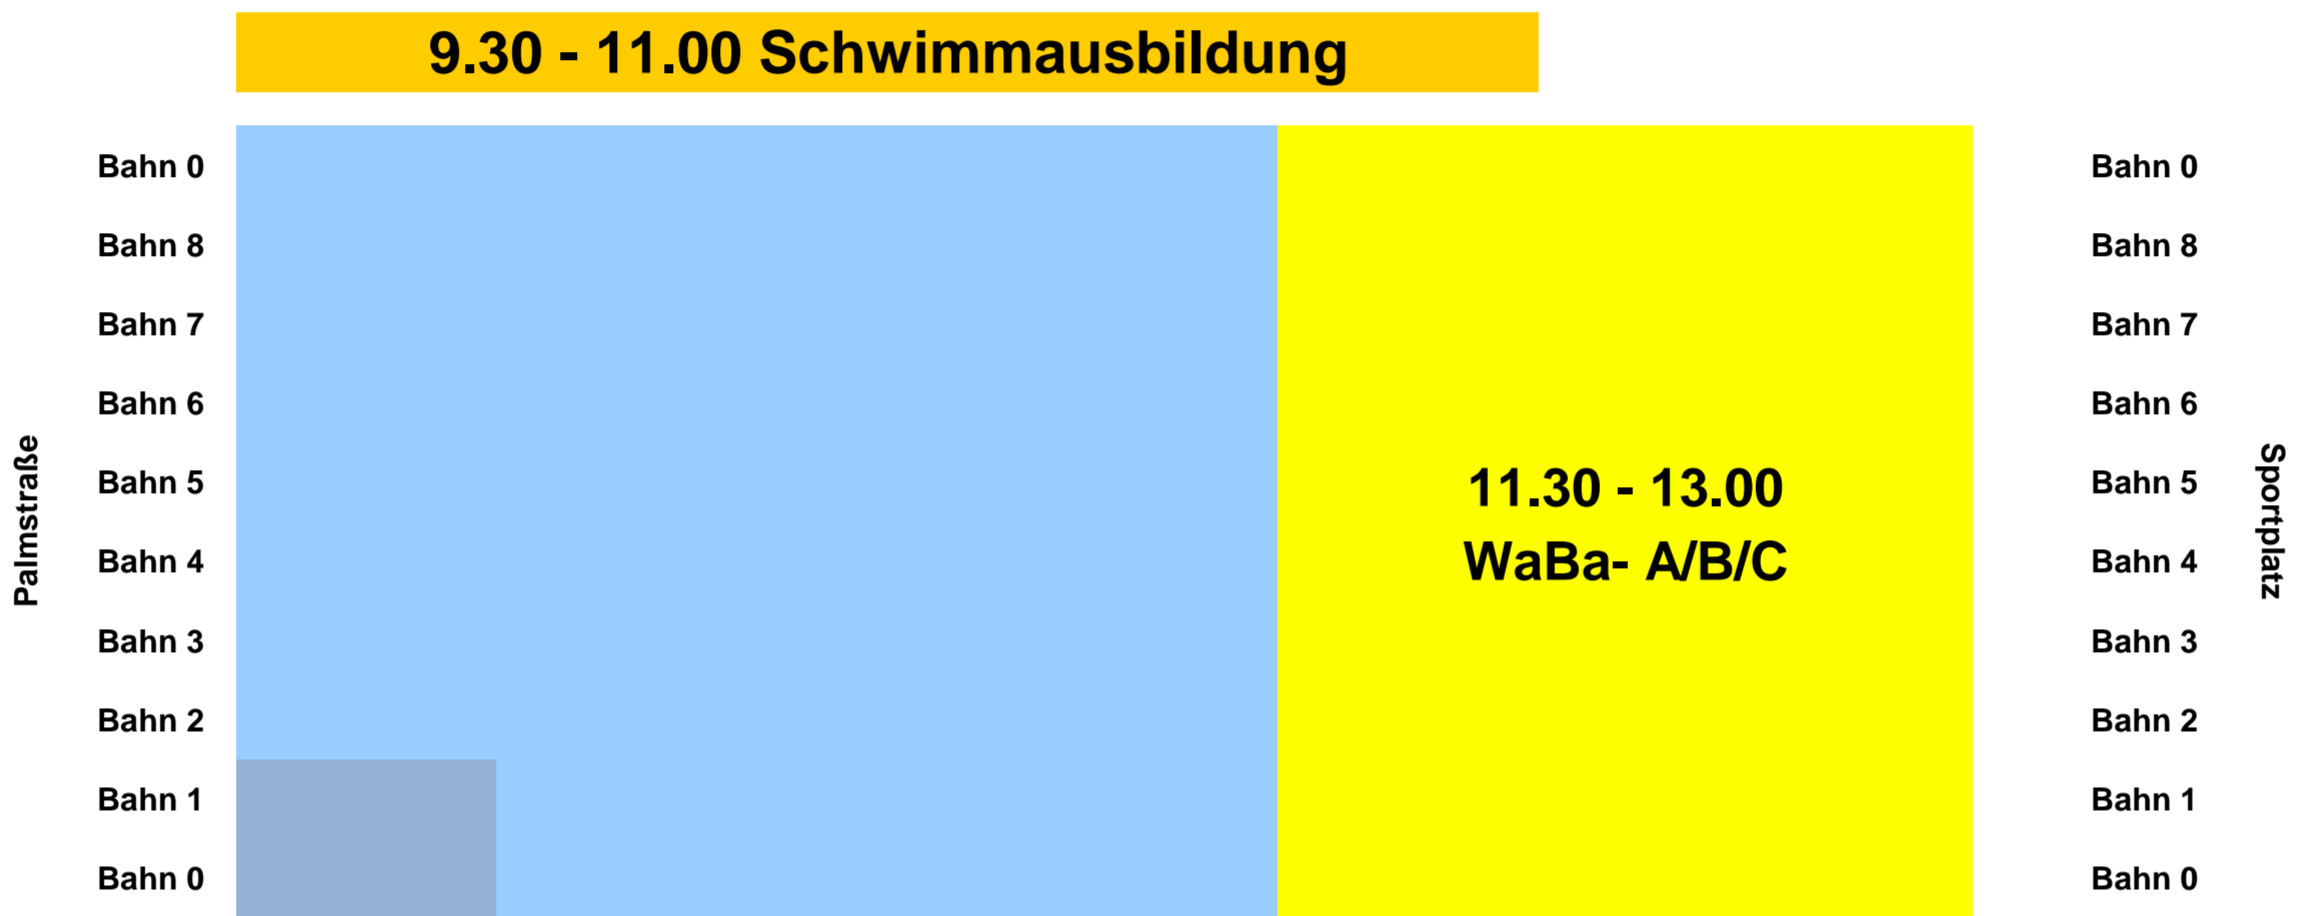 9.30 - 11.00 Schwimmausbildung
Bahn 0 Bahn 0
Bahn 8 Bahn 8
Bahn 7 Bahn 7
Bahn 6 Bahn 6
Palmstraße
Bahn 5 11.30 - 13.00 Bahn 5
Sportplatz
Bahn 4 WaBa- A/B/C Bahn 4
Bahn 3 Bahn 3
Bahn 2 Bahn 2
Bahn 1 Bahn 1
Bahn 0 Bahn 0